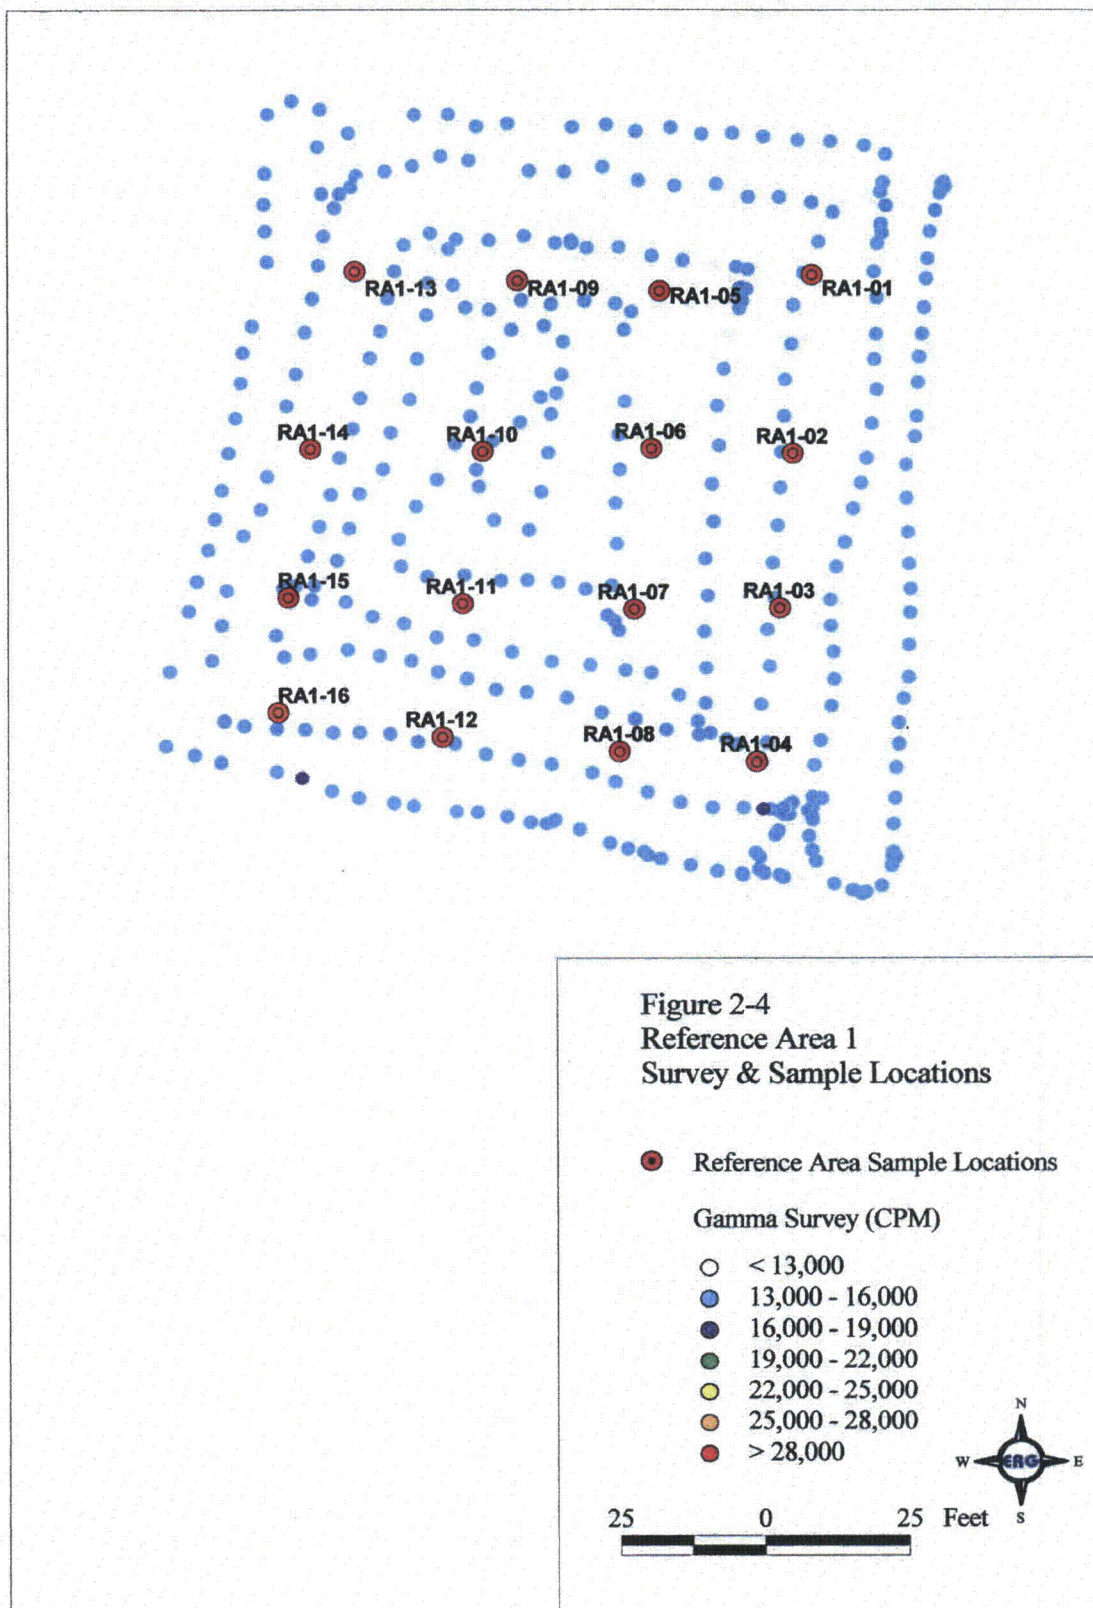 RA1-13
RA1-09
RA1-05
RA1-01
RA1-14
RA1-10
RA1-06
RA1-02
RA1-15
RA1-11
RA1-07
RA1-03
RA1-16
RA1-12
RA1-08
RA1-04
Figure 2-4
Reference Area 1
Survey & Sample Locations
Reference Area Sample Locations
Gamma Survey (CPM)
< 13,000
13,000 - 16,000
16,000 - 19,000
19,000 - 22,000
22,000 - 25,000
25,000 - 28,000
> 28,000
N
W ERG E
S
25 0 25 Feet